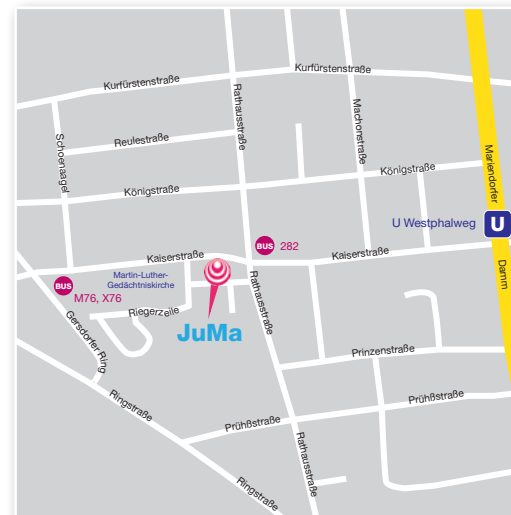 Kurfürstenstraße
Kurfürstenstraße
Rathausstraße
Machonstraße
Schoenaagel
Reulestraße
Mariendorfer
Königstraße
Königstraße
U Westphalweg
U
BUS
282
Kaiserstraße
Kaiserstraße
Damm
Martin-Luther-
Gedächtniskirche
BUS
M76, X76
Rathausstraße
Riegerzeile
JuMa
Gersdorfer Ring
Prinzenstraße
Ringstraße
Prühßstraße
Prühßstraße
Rathausstraße
Ringstraße